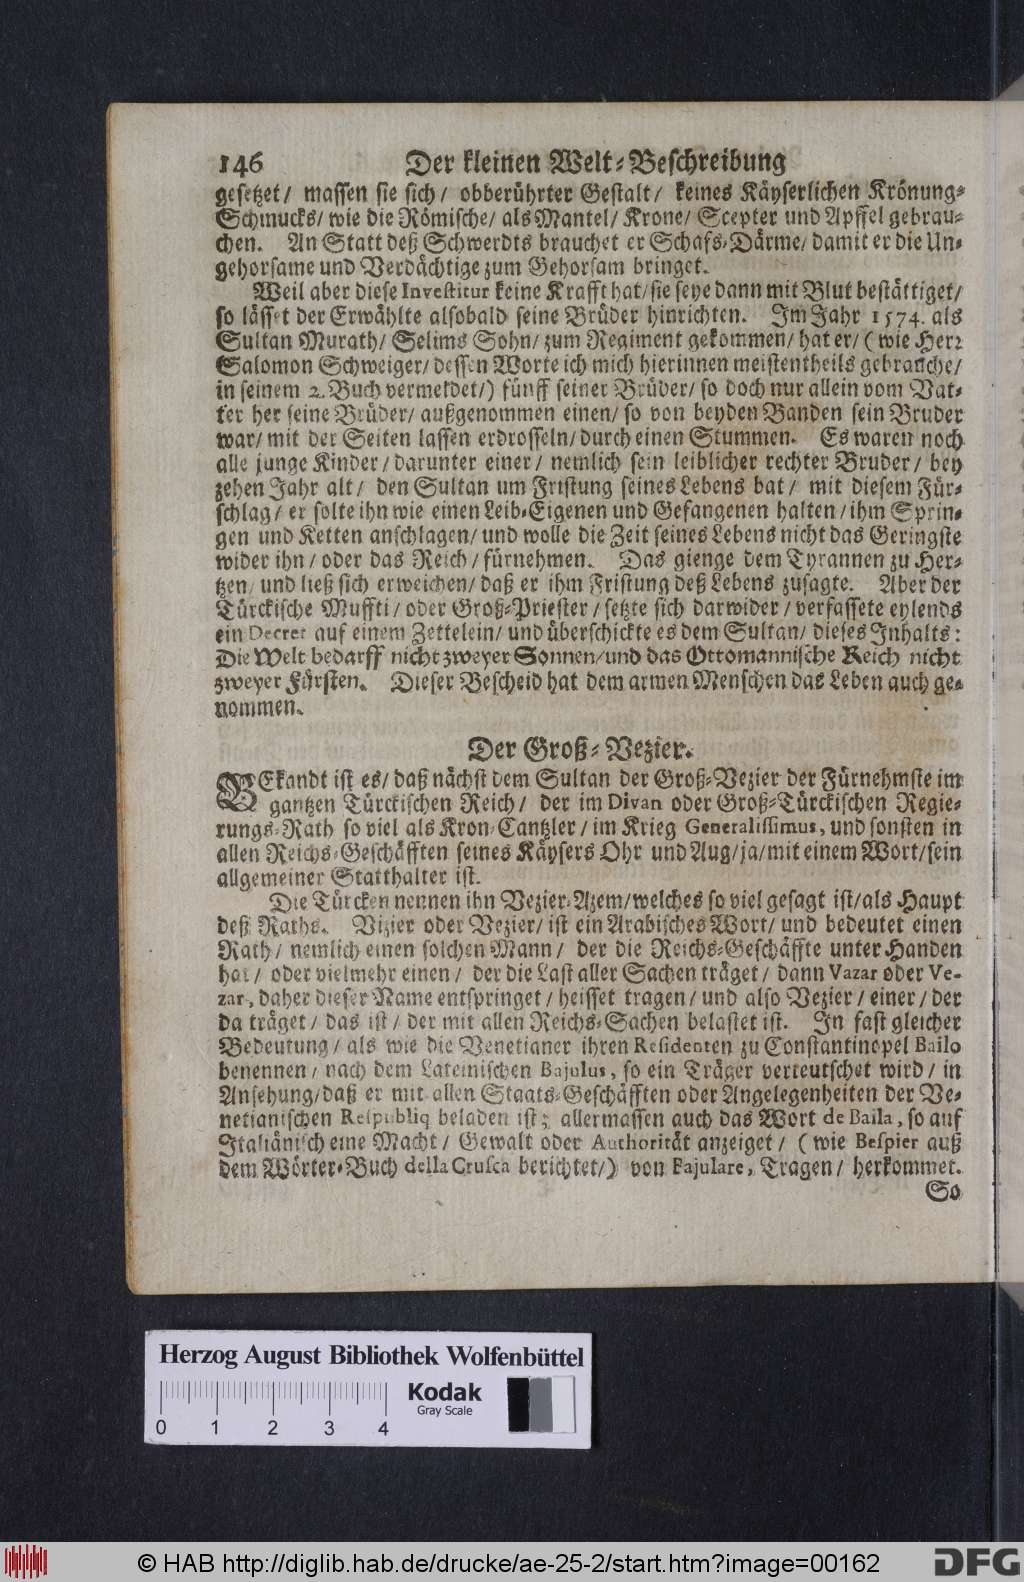 146 Der kleinen Welt-Beschreibung
gesetzet/ massen sie sich/ obberührter Gestalt/ keines Käyserlichen Krönung-
Schmucks/ wie die Römische/ als Mantel/ Krone/ Scepter und Apffel gebrau-
chen. An Statt deß Schwerdts brauchet er Schafs-Därme/ damit er die Un-
gehorsame und Verdächtige zum Gehorsam bringet.
Weil aber diese Investitur keine Krafft hat/ sie seye dann mit Blut bestättiget/
so lässet der Erwählte alsobald seine Brüder hinrichten. Im Jahr 1574. als
Sultan Murath/ Selims Sohn/ zum Regiment gekommen/ hat er/ (wie Herr
Salomon Schweiger/ dessen Worte ich mich hierinnen meistentheils gebrauche/
in seinem 2. Buch vermeldet/) fünff seiner Brüder/ so doch nur allein vom Vat-
ter her seine Brüder/ außgenommen einen/ so von beyden Banden sein Bruder
war/ mit der Seiten lassen erdrosseln/ durch einen Stummen. Es waren noch
alle junge Kinder/ darunter einer/ nemlich sein leiblicher rechter Bruder/ bey
zehen Jahr alt/ den Sultan um Fristung seines Lebens bat/ mit diesem Für-
schlag/ er solte ihn wie einen Leib-Eigenen und Gefangenen halten/ ihm Sprin-
gen und Ketten anschlagen/ und wolle die Zeit seines Lebens nicht das Geringste
wider ihn/ oder das Reich/ fürnehmen. Das gienge dem Tyrannen zu Her-
tzen/ und ließ sich erweichen/ daß er ihm Fristung deß Lebens zusagte. Aber der
Türckische Muffti/ oder Groß-Priester/ setzte sich darwider/ verfassete eylends
ein Decret auf einem Zettelein/ und überschickte es dem Sultan/ dieses Inhalts:
Die Welt bedarff nicht zweyer Sonnen/ und das Ottomannische Reich nicht
zweyer Fürsten. Dieser Bescheid hat dem armen Menschen das Leben auch ge-
nommen.
Der Groß-Vezier.
BEkandt ist es/ daß nächst dem Sultan der Groß-Vezier der Fürnehmste im
gantzen Türckischen Reich/ der im Divan oder Groß-Türckischen Regie-
rungs-Rath so viel als Kron-Cantzler/ im Krieg Generalissimus, und sonsten in
allen Reichs-Geschäfften seines Käysers Ohr und Aug/ ja/ mit einem Wort/ sein
allgemeiner Statthalter ist.
Die Türcken nennen ihn Vezier-Azem/ welches so viel gesagt ist/ als Haupt
deß Raths. Vizier oder Vezier/ ist ein Arabisches Wort/ und bedeutet einen
Rath/ nemlich einen solchen Mann/ der die Reichs-Geschäffte unter Handen
hat/ oder vielmehr einen/ der die Last aller Sachen träget/ dann Vazar oder Ve-
zar, daher dieser Name entspringet/ heisset tragen/ und also Vezier/ einer/ der
da träget/ das ist/ der mit allen Reichs-Sachen belastet ist. In fast gleicher
Bedeutung/ als wie die Venetianer ihren Residenten zu Constantinopel Bailo
benennen/ nach dem Lateinischen Bajulus, so ein Träger verteutschet wird/ in
Ansehung/ daß er mit allen Staats-Geschäfften oder Angelegenheiten der Ve-
netianischen Respubliq beladen ist; allermassen auch das Wort de Baila, so auf
Italiänisch eine Macht/ Gewalt oder Authorität anzeiget/ (wie Bespier auß
dem Wörter-Buch della Crusca berichtet/) von Bajulare, Tragen/ herkommet.
So
Herzog August Bibliothek Wolfenbüttel
Kodak
Gray Scale
0 1 2 3 4
© HAB http://diglib.hab.de/drucke/ae-25-2/start.htm?image=00162
DFG